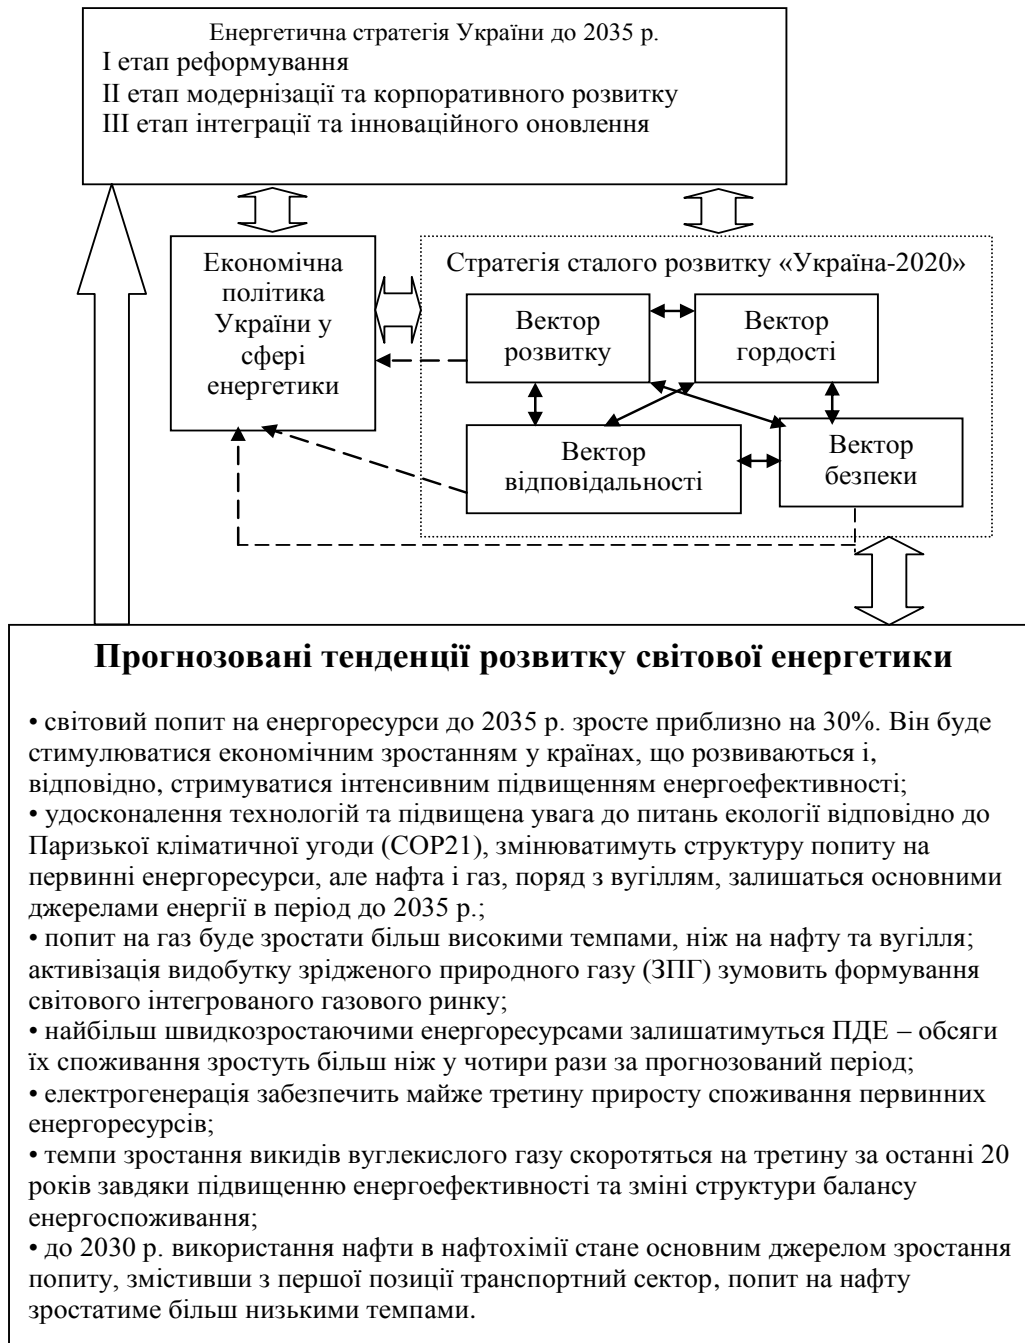 Енергетична стратегія України до 2035 р.
І етап реформування
ІІ етап модернізації та корпоративного розвитку
ІІІ етап інтеграції та інноваційного оновлення
Економічна
політика
України у
сфері
енергетики
Стратегія сталого розвитку «Україна-2020»
Вектор
розвитку
Вектор
гордості
Вектор
відповідальності
Вектор
безпеки
Прогнозовані тенденції розвитку світової енергетики
• світовий попит на енергоресурси до 2035 р. зросте приблизно на 30%. Він буде
стимулюватися економічним зростанням у країнах, що розвиваються і,
відповідно, стримуватися інтенсивним підвищенням енергоефективності;
• удосконалення технологій та підвищена увага до питань екології відповідно до
Паризької кліматичної угоди (СОР21), змінюватимуть структуру попиту на
первинні енергоресурси, але нафта і газ, поряд з вугіллям, залишаться основними
джерелами енергії в період до 2035 р.;
• попит на газ буде зростати більш високими темпами, ніж на нафту та вугілля;
активізація видобутку зрідженого природного газу (ЗПГ) зумовить формування
світового інтегрованого газового ринку;
• найбільш швидкозростаючими енергоресурсами залишатимуться ПДЕ – обсяги
їх споживання зростуть більш ніж у чотири рази за прогнозований період;
• електрогенерація забезпечить майже третину приросту споживання первинних
енергоресурсів;
• темпи зростання викидів вуглекислого газу скоротяться на третину за останні 20
років завдяки підвищенню енергоефективності та зміні структури балансу
енергоспоживання;
• до 2030 р. використання нафти в нафтохімії стане основним джерелом зростання
попиту, змістивши з першої позиції транспортний сектор, попит на нафту
зростатиме більш низькими темпами.